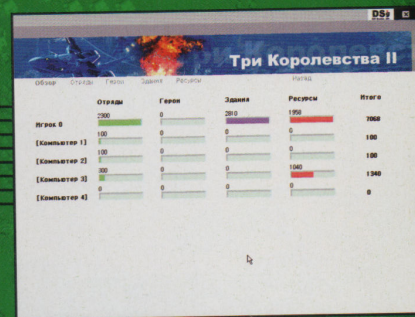 DS
Три Королевства II
Обзор Отряды Герои Здания Ресурсы Назад
Отряды Герои Здания Ресурсы Итого
Игрок 0 2300 0 2810 1950 7060
[Компьютер 1] 100 0 0 0 100
[Компьютер 2] 100 0 0 0 100
[Компьютер 3] 300 0 0 1040 1340
[Компьютер 4] 0 0 0 0 0